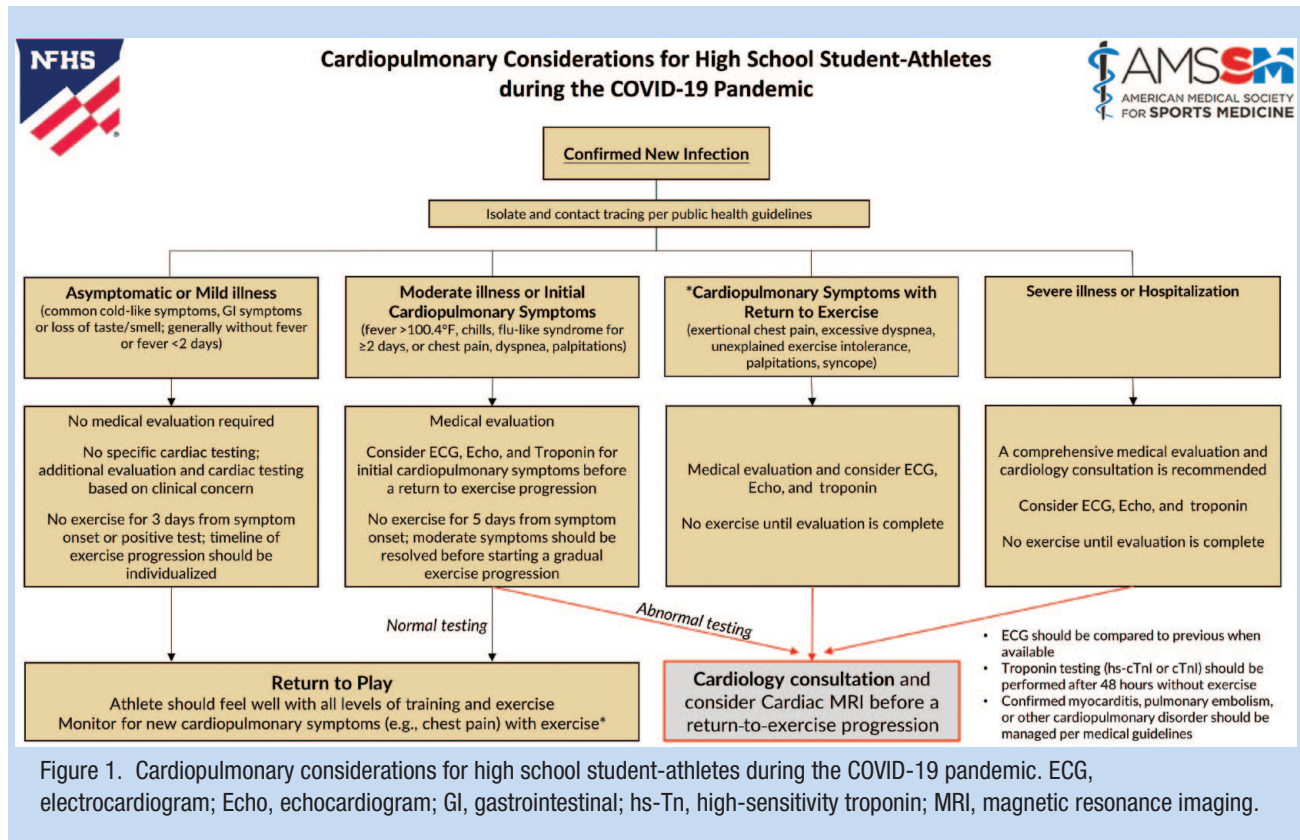 NFHS
®
Cardiopulmonary Considerations for High School Student-Athletes
during the COVID-19 Pandemic
AMSSM
AMERICAN MEDICAL SOCIETY
FOR SPORTS MEDICINE
Confirmed New Infection
Isolate and contact tracing per public health guidelines
Asymptomatic or Mild illness
(common cold-like symptoms, GI symptoms
or loss of taste/smell; generally without fever
or fever <2 days)
Moderate illness or Initial
Cardiopulmonary Symptoms
(fever >100.4°F, chills, flu-like syndrome for
≥2 days, or chest pain, dyspnea, palpitations)
*Cardiopulmonary Symptoms with
Return to Exercise
(exertional chest pain, excessive dyspnea,
unexplained exercise intolerance,
palpitations, syncope)
Severe illness or Hospitalization
No medical evaluation required
No specific cardiac testing;
additional evaluation and cardiac testing
based on clinical concern
No exercise for 3 days from symptom
onset or positive test; timeline of
exercise progression should be
individualized
Medical evaluation
Consider ECG, Echo, and Troponin for
initial cardiopulmonary symptoms before
a return to exercise progression
No exercise for 5 days from symptom
onset; moderate symptoms should be
resolved before starting a gradual
exercise progression
Medical evaluation and consider ECG,
Echo, and troponin
No exercise until evaluation is complete
A comprehensive medical evaluation and
cardiology consultation is recommended
Consider ECG, Echo, and troponin
No exercise until evaluation is complete
Normal testing
Abnormal testing
Return to Play
Athlete should feel well with all levels of training and exercise
Monitor for new cardiopulmonary symptoms (e.g., chest pain) with exercise*
Cardiology consultation and
consider Cardiac MRI before a
return-to-exercise progression
• ECG should be compared to previous when
available
• Troponin testing (hs-cTnI or cTnI) should be
performed after 48 hours without exercise
• Confirmed myocarditis, pulmonary embolism,
or other cardiopulmonary disorder should be
managed per medical guidelines
Figure 1. Cardiopulmonary considerations for high school student-athletes during the COVID-19 pandemic. ECG,
electrocardiogram; Echo, echocardiogram; GI, gastrointestinal; hs-Tn, high-sensitivity troponin; MRI, magnetic resonance imaging.